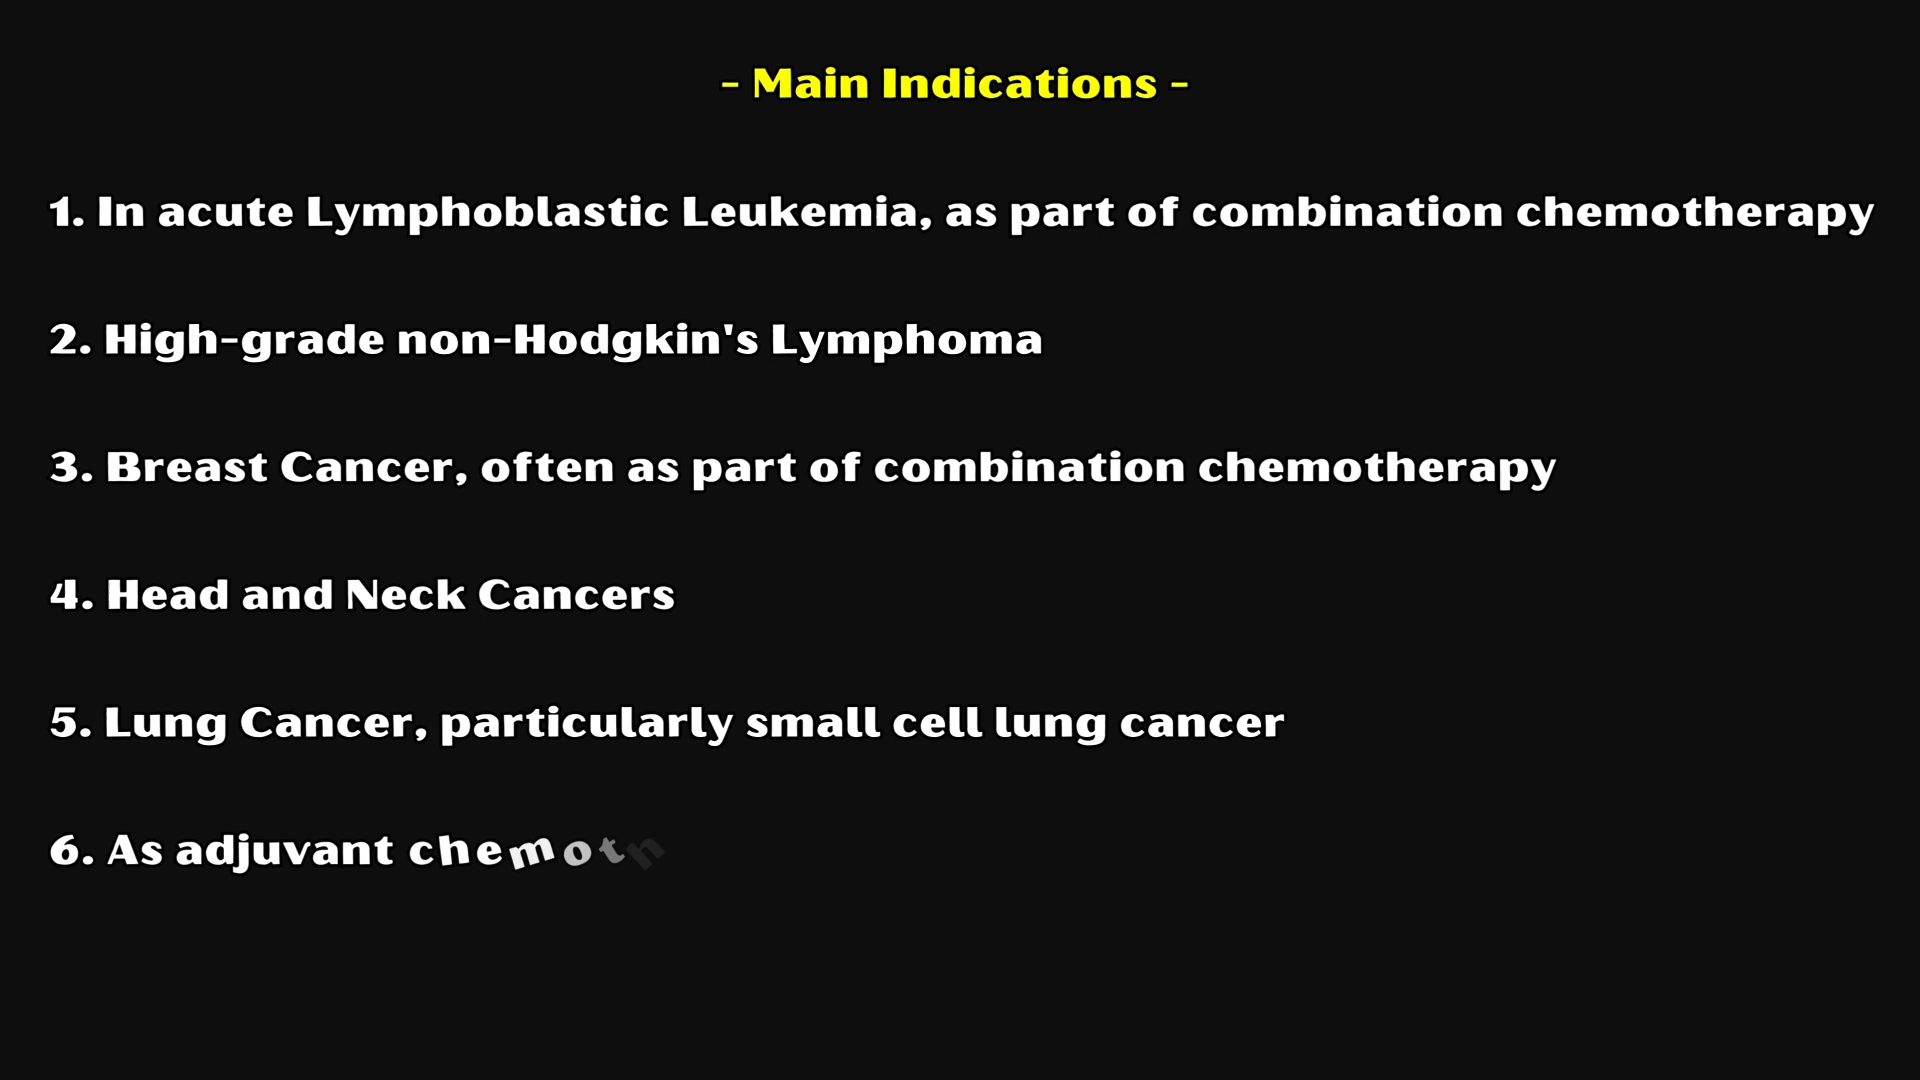 - Main Indications -
1. In acute Lymphoblastic Leukemia, as part of combination chemotherapy
2. High-grade non-Hodgkin's Lymphoma
3. Breast Cancer, often as part of combination chemotherapy
4. Head and Neck Cancers
5. Lung Cancer, particularly small cell lung cancer
6. As adjuvant chemoth